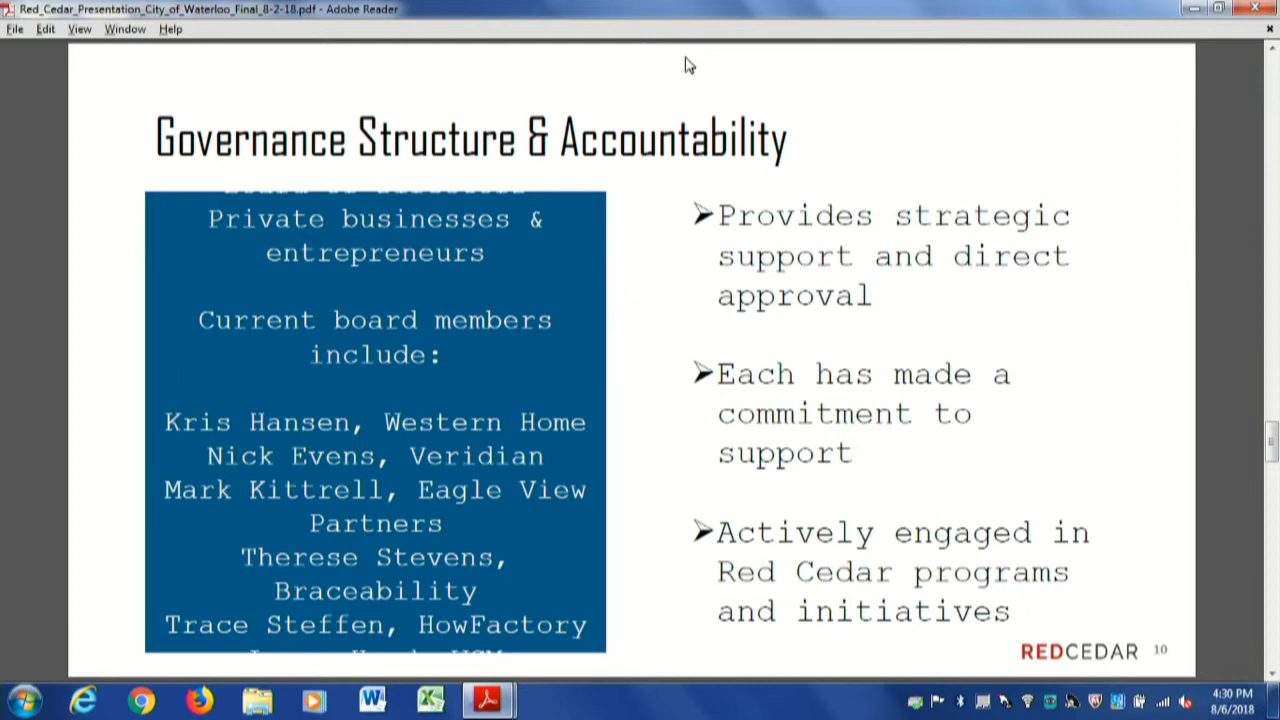 Red_Cedar_Presentation_City_of_Waterloo_Final_8-2-18.pdf - Adobe Reader
File Edit View Window Help
Governance Structure & Accountability
Private businesses &
entrepreneurs
Current board members
include:
Kris Hansen, Western Home
Nick Evens, Veridian
Mark Kittrell, Eagle View
Partners
Therese Stevens,
Braceability
Trace Steffen, HowFactory
➢Provides strategic
support and direct
approval
➢Each has made a
commitment to
support
➢Actively engaged in
Red Cedar programs
and initiatives
REDCEDAR 10
4:30 PM
8/6/2018